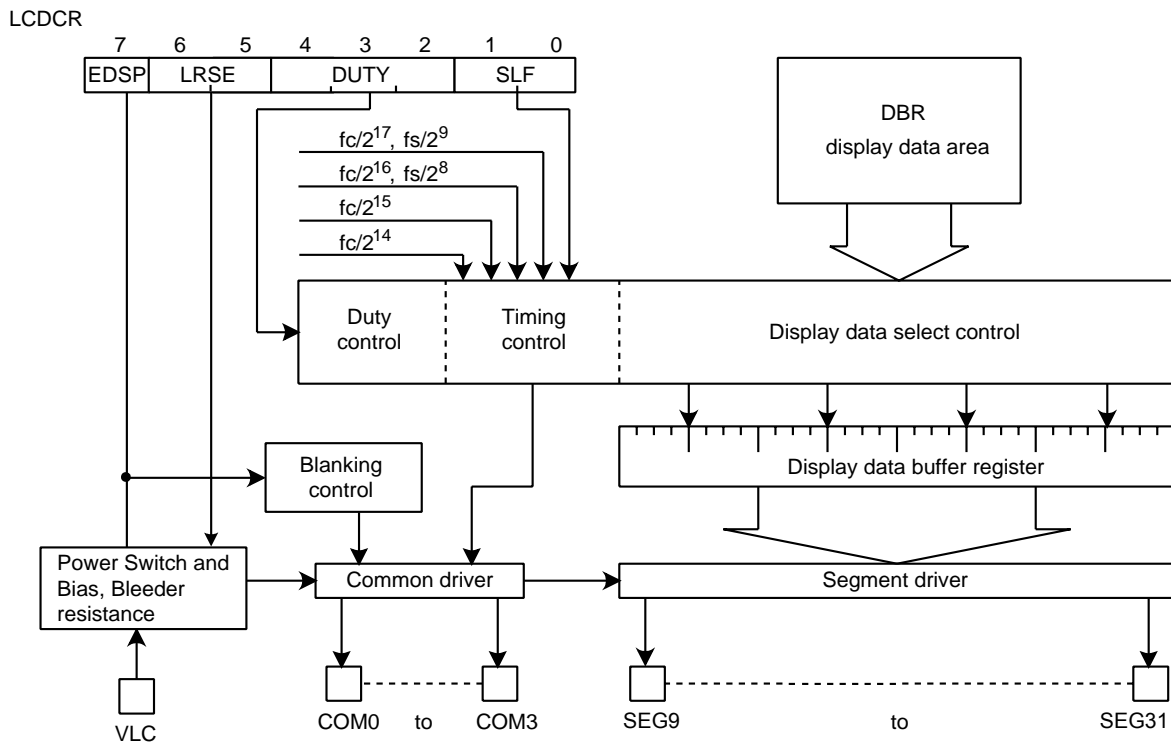 LCDCR
7 6 5 4 3 2 1 0
EDSP LRSE DUTY SLF
DBR
display data area
fc/2^17, fs/2^9
fc/2^16, fs/2^8
fc/2^15
fc/2^14
Duty
control
Timing
control
Display data select control
Blanking
control
Display data buffer register
Power Switch and
Bias, Bleeder
resistance
Common driver
Segment driver
VLC
COM0 to COM3
SEG9 to SEG31